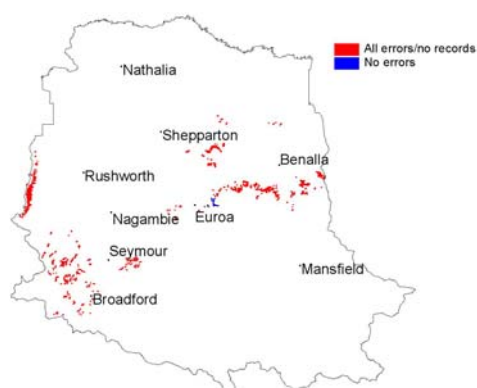 All errors/no records
No errors
Nathalia
Shepparton
Benalla
Rushworth
Nagambie
Euroa
Seymour
Mansfield
Broadford